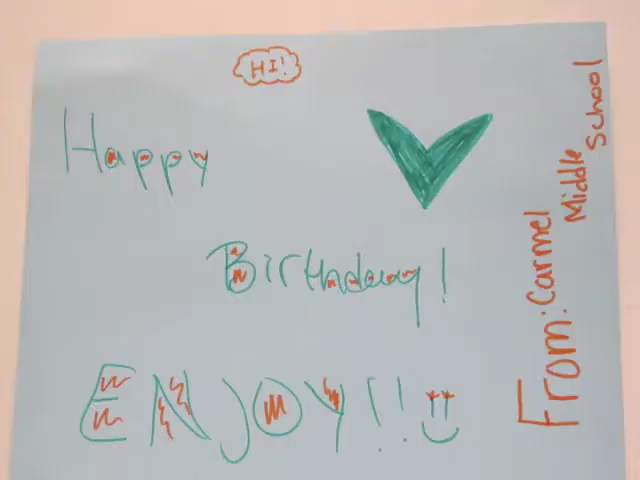 HI!
Happy
Birthday!
ENJOY!!
From: Carmel
Middle
School